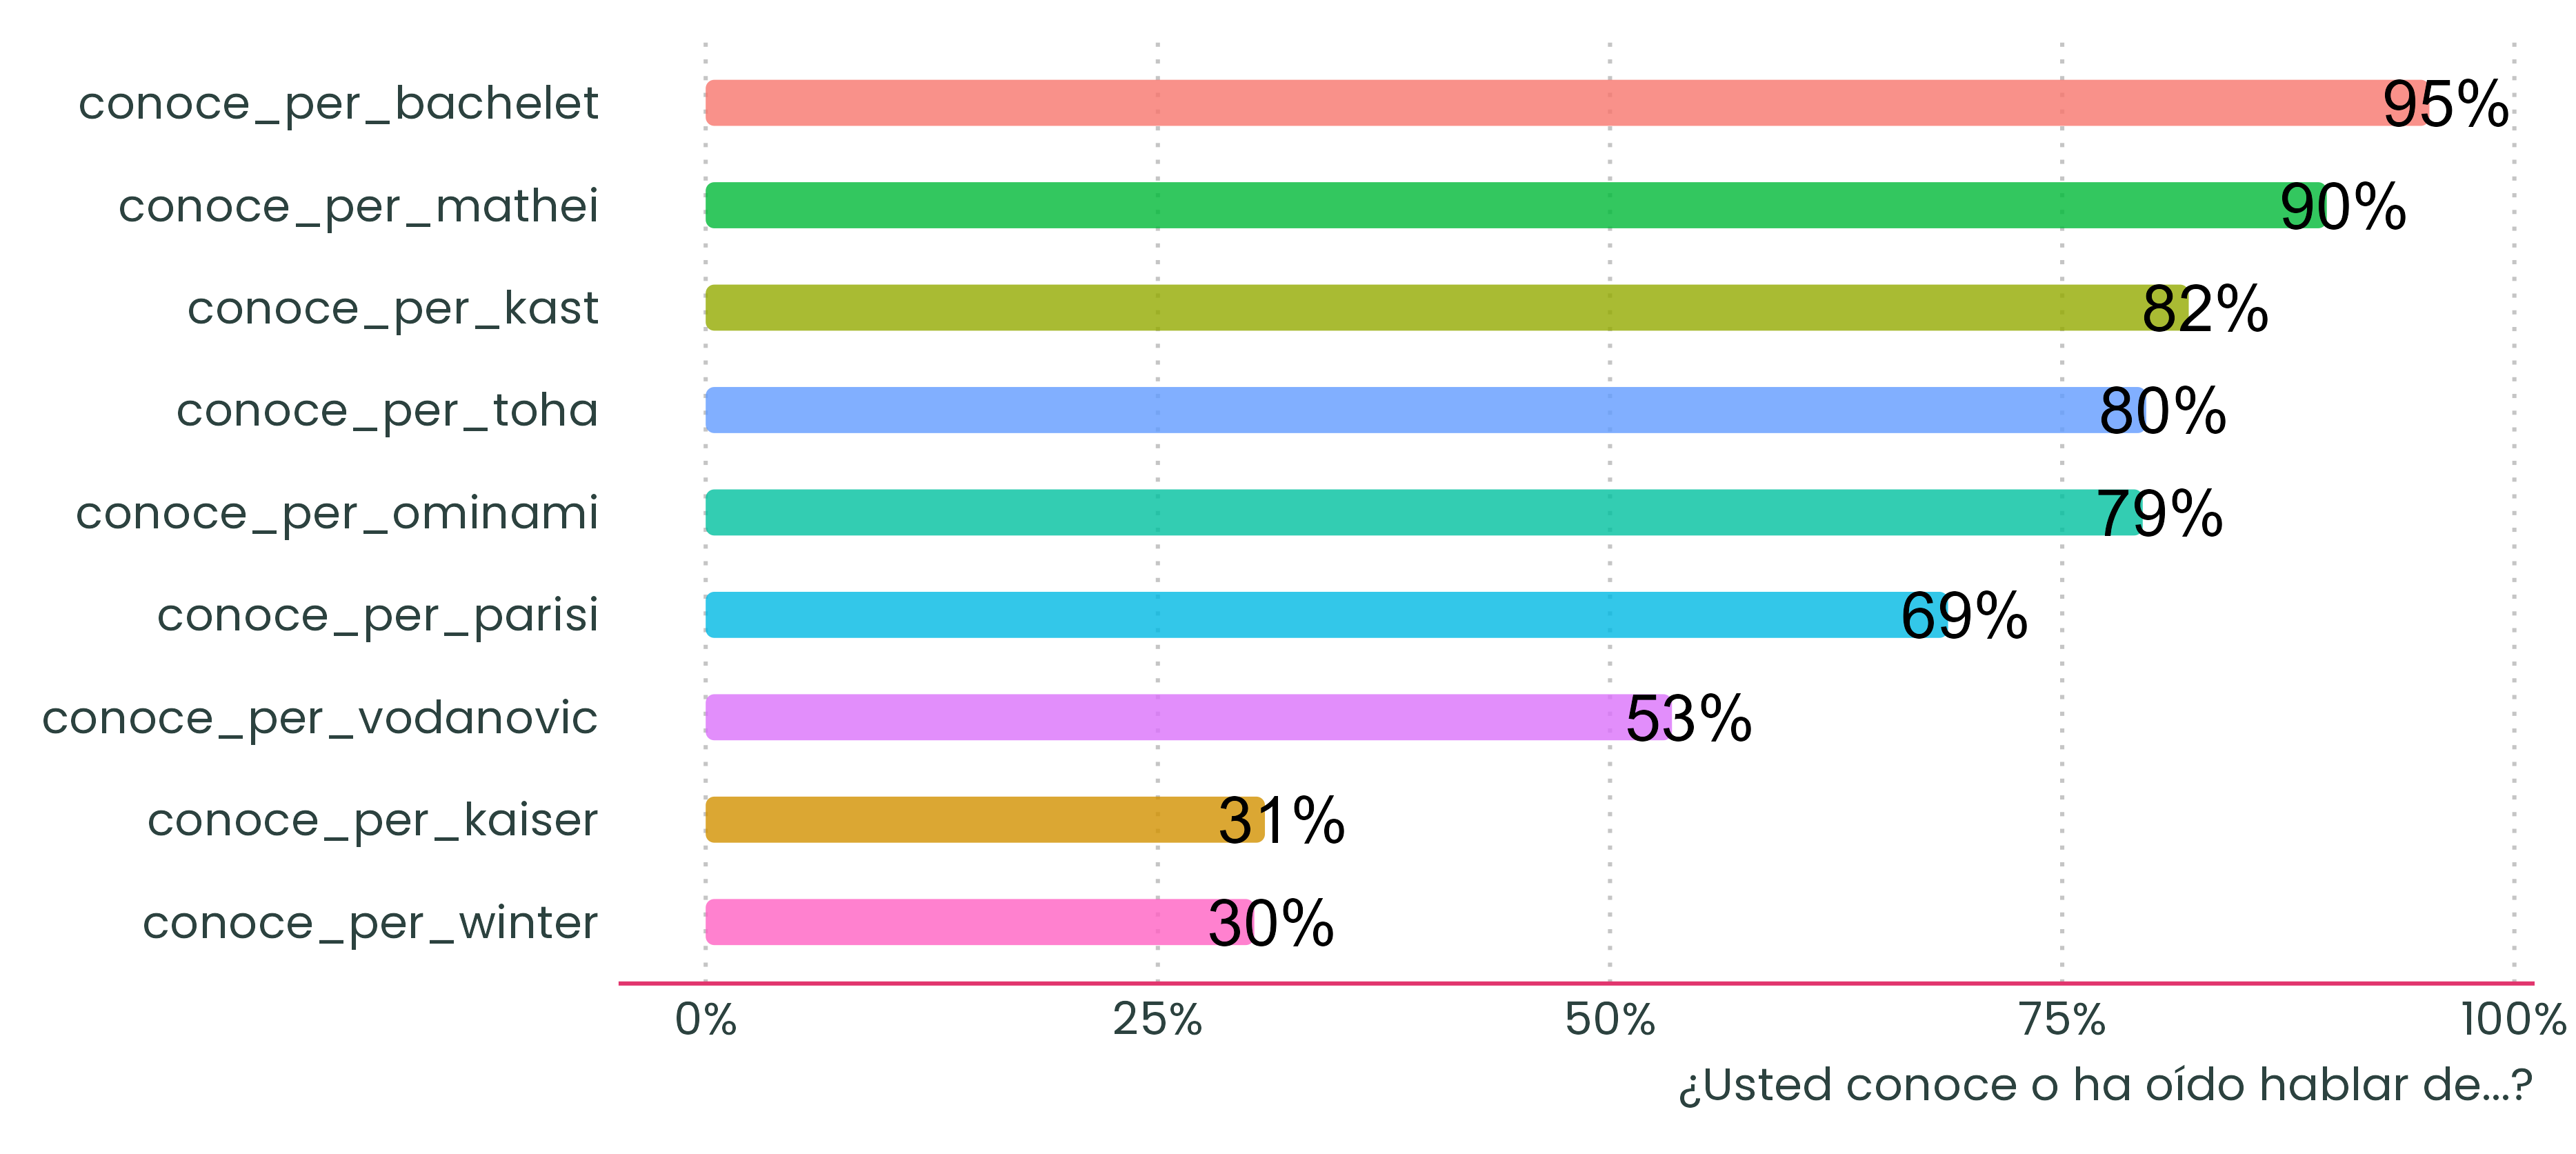 conoce_per_bachelet 95%
conoce_per_mathei 90%
conoce_per_kast 82%
conoce_per_toha 80%
conoce_per_ominami 79%
conoce_per_parisi 69%
conoce_per_vodanovic 53%
conoce_per_kaiser 31%
conoce_per_winter 30%
0% 25% 50% 75% 100%
¿Usted conoce o ha oído hablar de...?